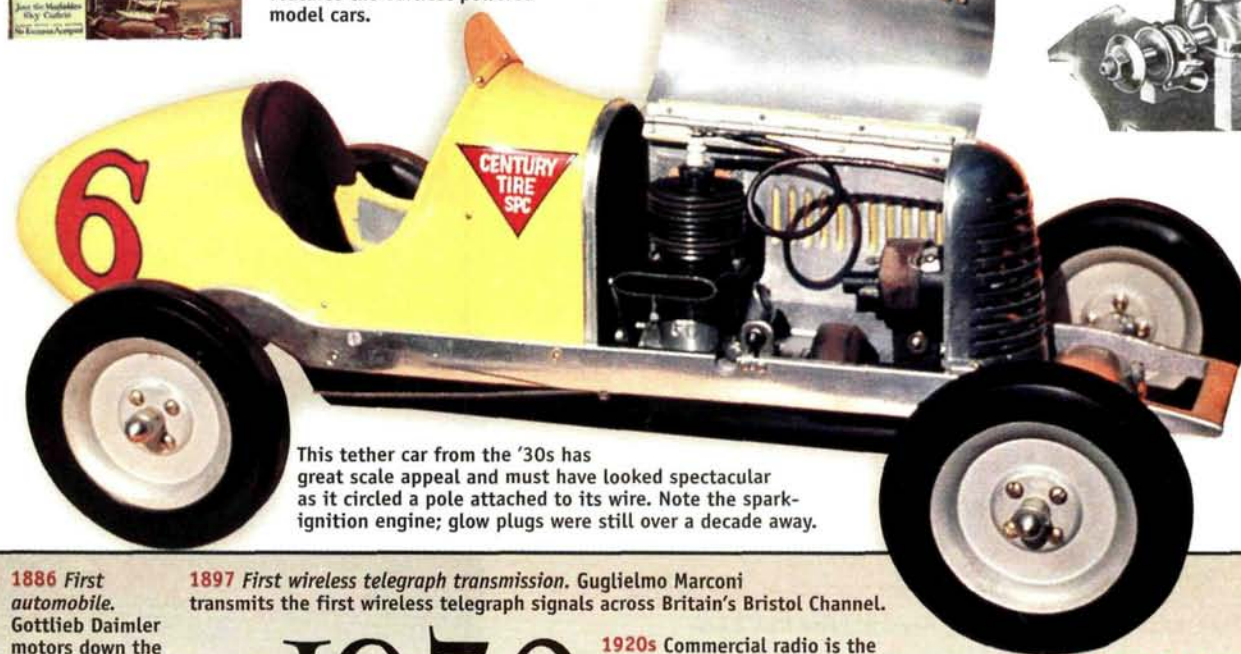 model cars.
6
CENTURY
TIRE
SPC
This tether car from the '30s has
great scale appeal and must have looked spectacular
as it circled a pole attached to its wire. Note the spark-
ignition engine; glow plugs were still over a decade away.
1886 First
automobile.
Gottlieb Daimler
motors down the
1897 First wireless telegraph transmission. Guglielmo Marconi
transmits the first wireless telegraph signals across Britain's Bristol Channel.
1920s Commercial radio is the